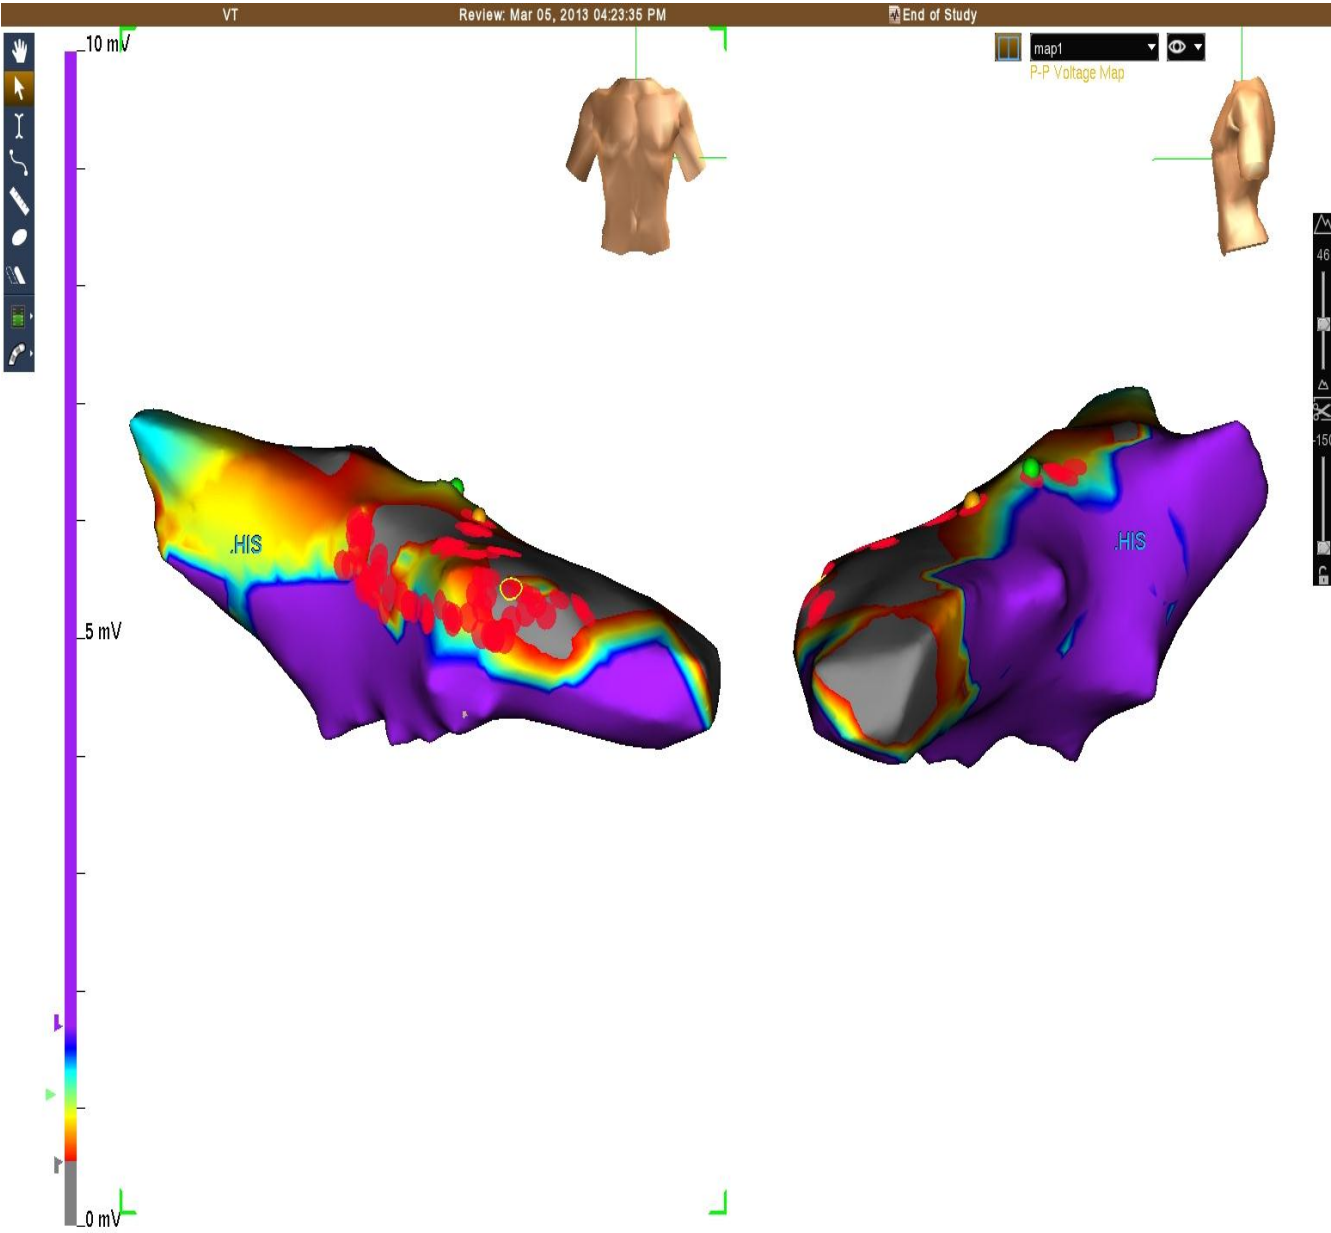 VT Review: Mar 05, 2013 04:23:35 PM End of Study
10 mV
map1
P-P Voltage Map
46
.HIS .HIS
5 mV
-150
0 mV